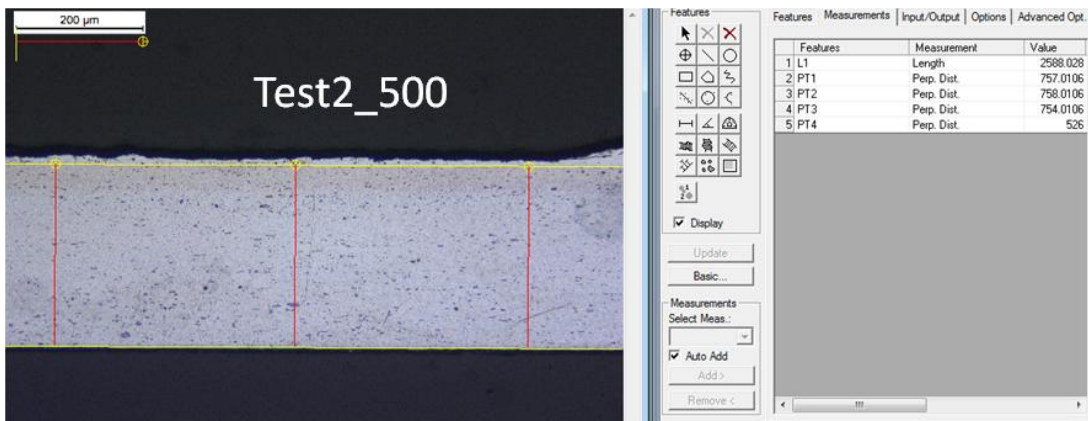 200 µm
Test2_500
Features
Display
Update
Basic...
Measurements
Select Meas.:
Auto Add
Add >
Remove <
Features Measurements Input/Output Options Advanced Opt.
Features Measurement Value
1 L1 Length 2588.028
2 PT1 Perp. Dist. 757.0106
3 PT2 Perp. Dist. 758.0106
4 PT3 Perp. Dist. 754.0106
5 PT4 Perp. Dist. 526